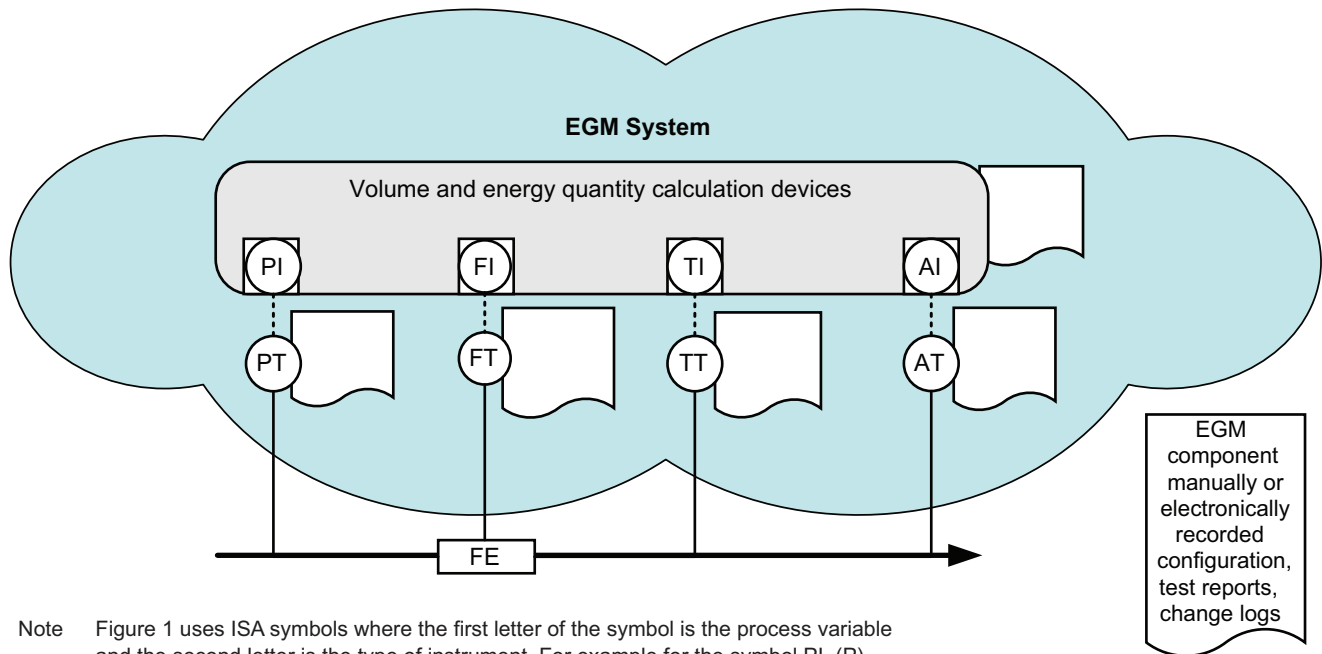 EGM System
Volume and energy quantity calculation devices
PI FI TI AI
PT FT TT AT
FE
EGM
component
manually or
electronically
recorded
configuration,
test reports,
change logs
Note Figure 1 uses ISA symbols where the first letter of the symbol is the process variable
and the second letter is the type of instrument. For example for the symbol PI, (P)